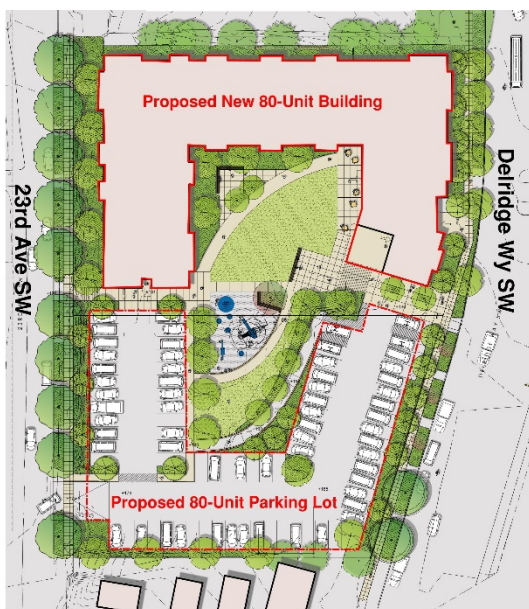 Proposed New 80-Unit Building
23rd Ave SW
Delridge Wy SW
Proposed 80-Unit Parking Lot